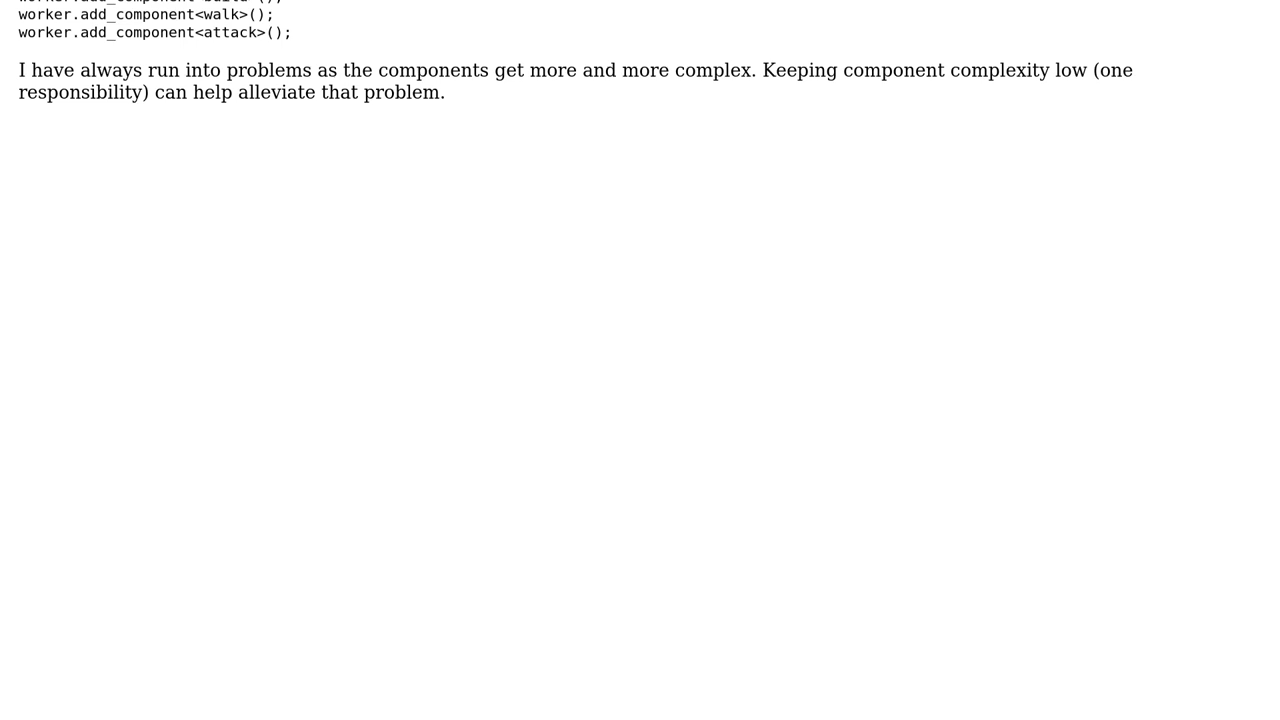 worker.add_component<walk>();
worker.add_component<attack>();
I have always run into problems as the components get more and more complex. Keeping component complexity low (one
responsibility) can help alleviate that problem.